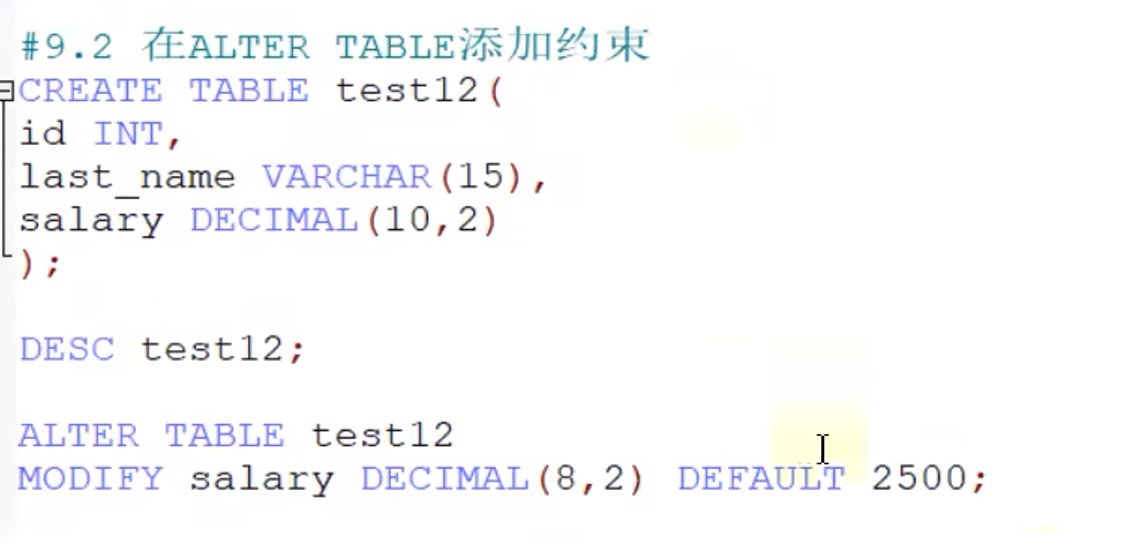 #9.2 在ALTER TABLE添加约束
CREATE TABLE test12(
id INT,
last_name VARCHAR(15),
salary DECIMAL(10,2)
);
DESC test12;
ALTER TABLE test12
MODIFY salary DECIMAL(8,2) DEFAULT 2500;